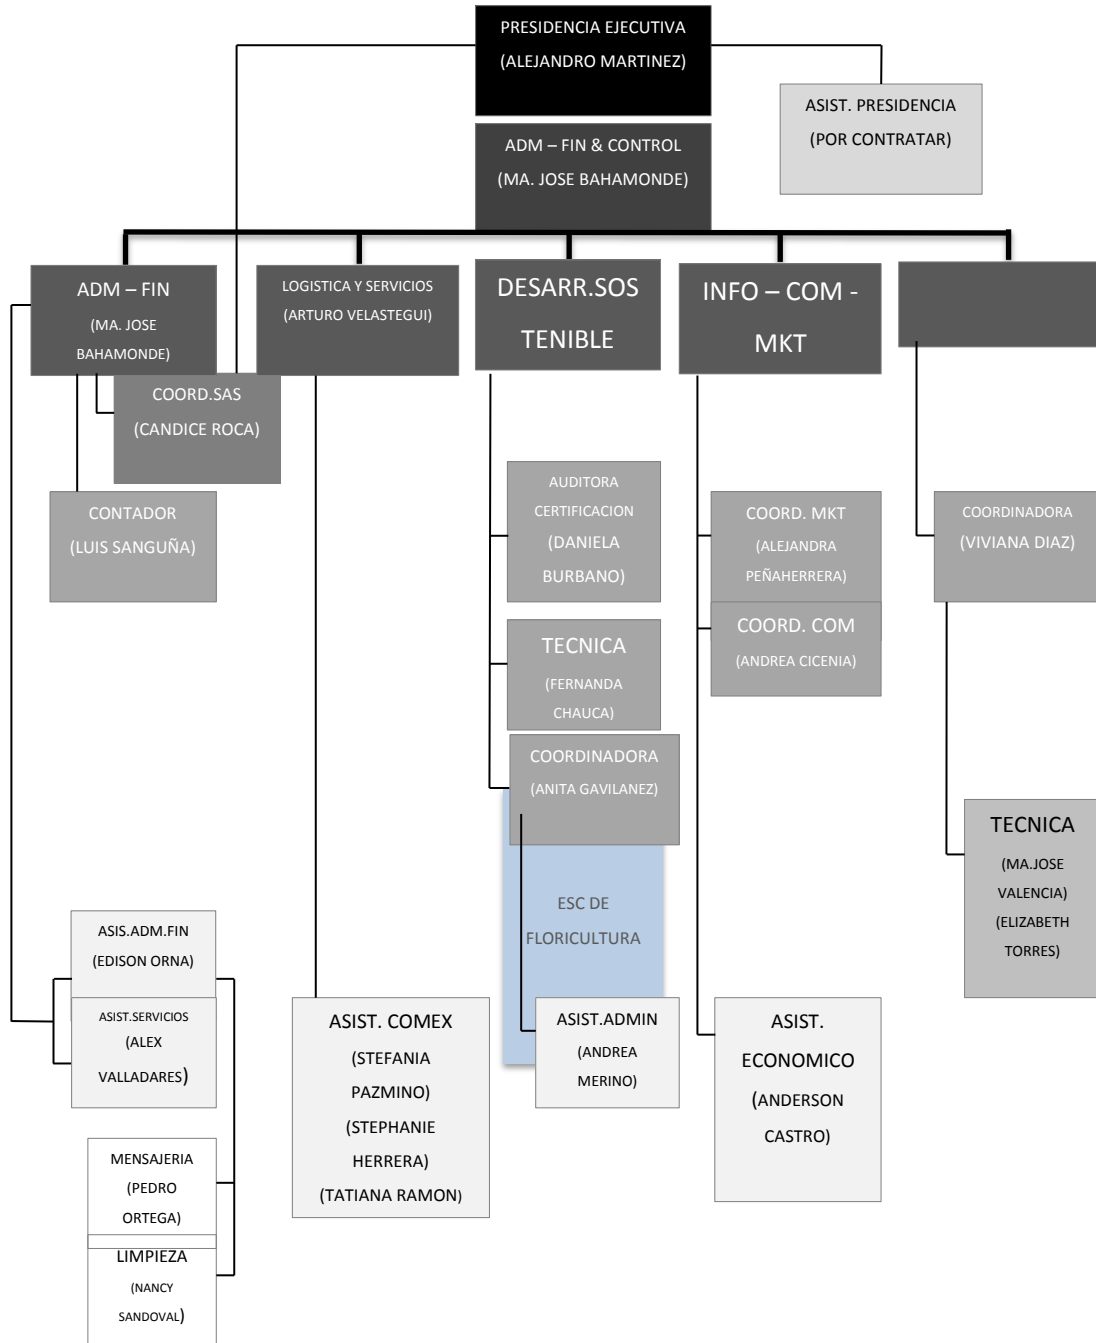 PRESIDENCIA EJECUTIVA
(ALEJANDRO MARTINEZ)
ASIST. PRESIDENCIA
(POR CONTRATAR)
ADM – FIN & CONTROL
(MA. JOSE BAHAMONDE)
ADM – FIN
(MA. JOSE
BAHAMONDE)
LOGISTICA Y SERVICIOS
(ARTURO VELASTEGUI)
DESARR.SOS
TENIBLE
INFO – COM -
MKT
COORD.SAS
(CANDICE ROCA)
CONTADOR
(LUIS SANGUÑA)
AUDITORA
CERTIFICACION
(DANIELA
BURBANO)
COORD. MKT
(ALEJANDRA
PEÑAHERRERA)
COORDINADORA
(VIVIANA DIAZ)
COORD. COM
(ANDREA CICENIA)
TECNICA
(FERNANDA
CHAUCA)
COORDINADORA
(ANITA GAVILANEZ)
TECNICA
(MA.JOSE
VALENCIA)
(ELIZABETH
TORRES)
ESC DE
FLORICULTURA
ASIS.ADM.FIN
(EDISON ORNA)
ASIST.SERVICIOS
(ALEX
VALLADARES)
ASIST. COMEX
(STEFANIA
PAZMINO)
(STEPHANIE
HERRERA)
(TATIANA RAMON)
ASIST.ADMIN
(ANDREA
MERINO)
ASIST.
ECONOMICO
(ANDERSON
CASTRO)
MENSAJERIA
(PEDRO
ORTEGA)
LIMPIEZA
(NANCY
SANDOVAL)